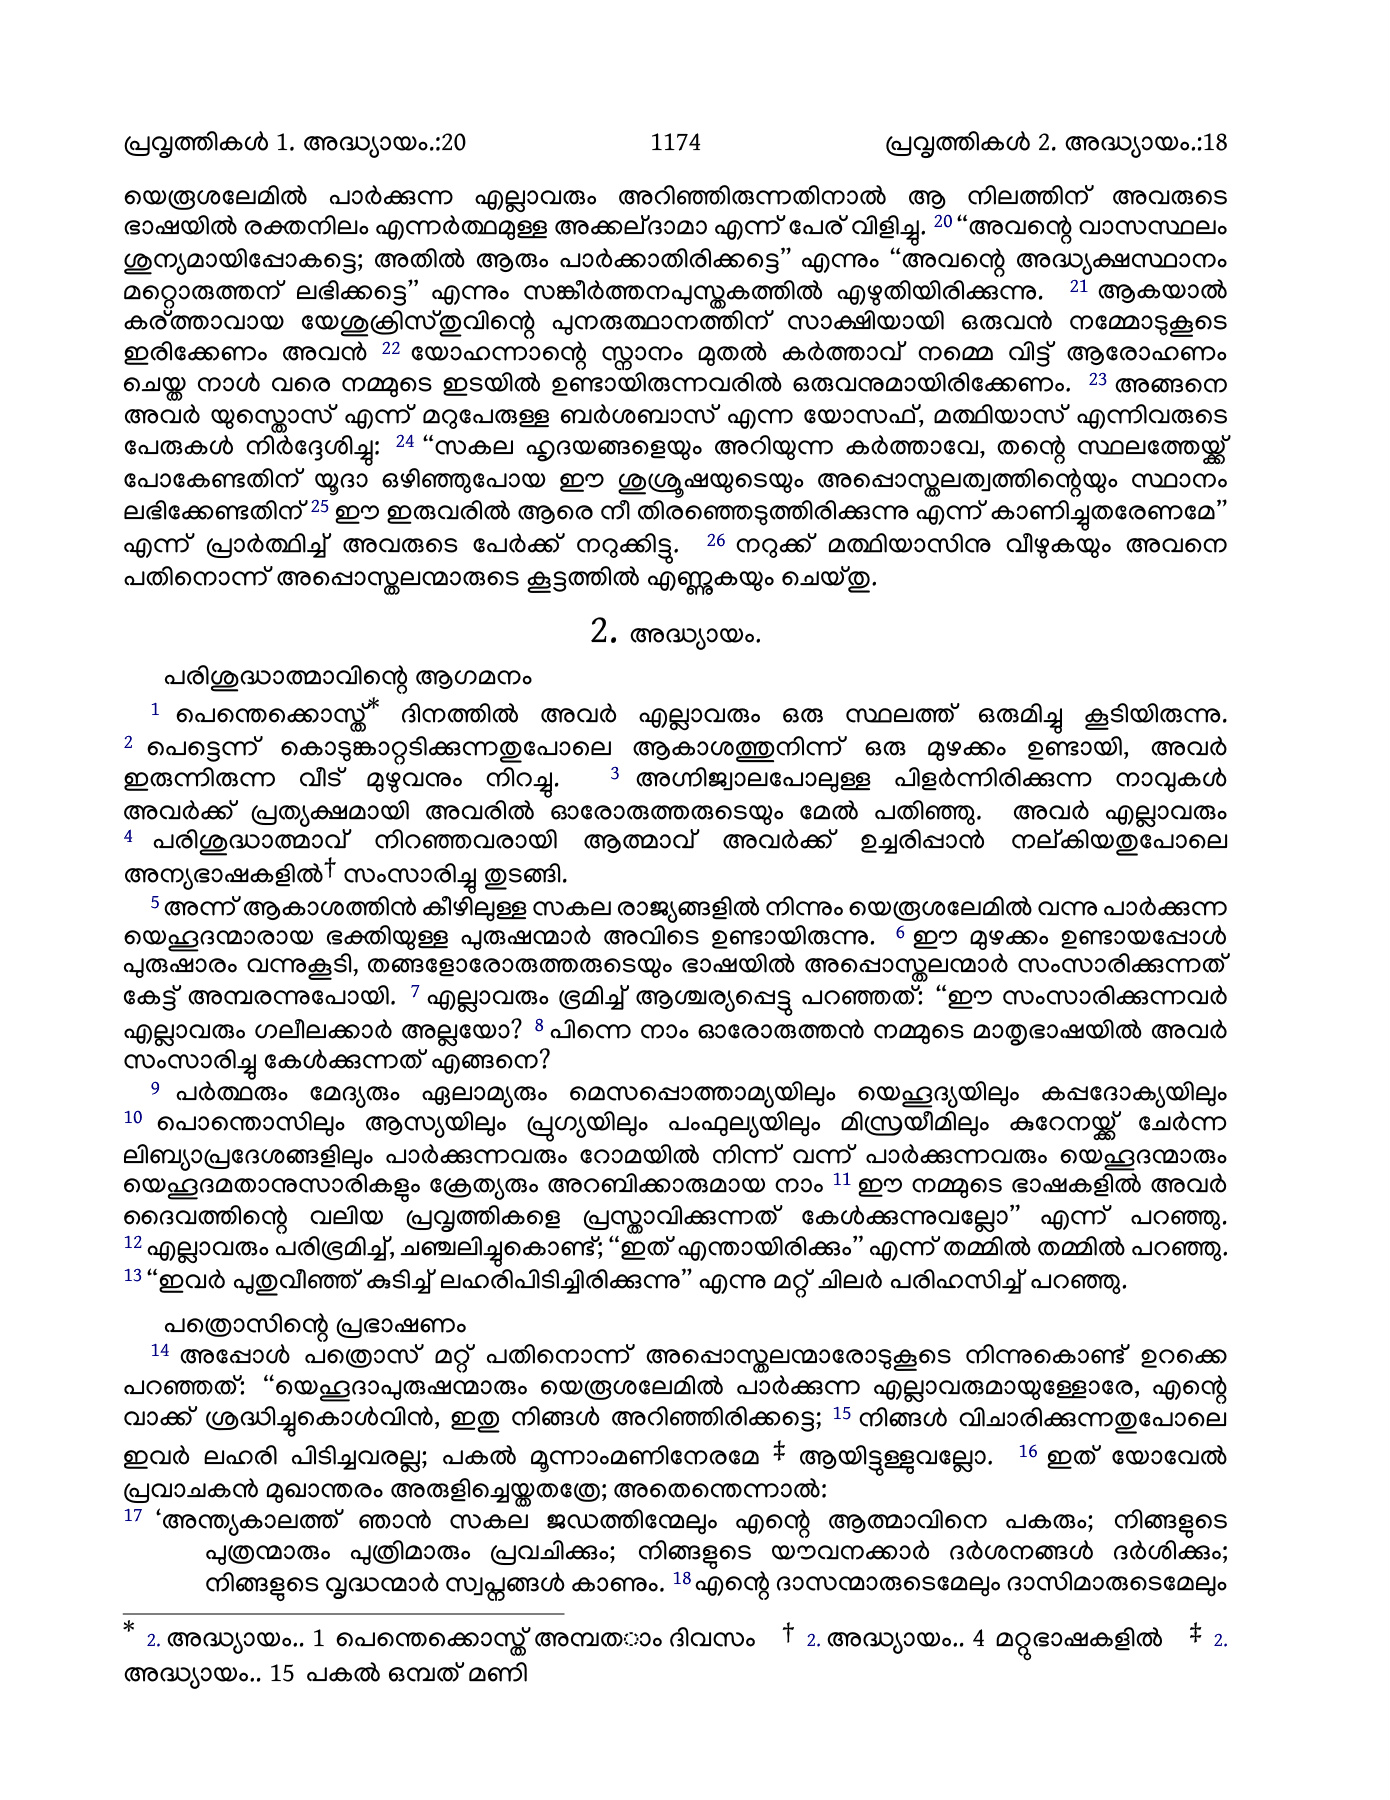 പ്രവൃത്തികൾ 1. അദ്ധ്യായം.:20 1174 പ്രവൃത്തികൾ 2. അദ്ധ്യായം.:18
യെരൂശലേമിൽ പാർക്കുന്ന എല്ലാവരും അറിഞ്ഞിരുന്നതിനാൽ ആ നിലത്തിന് അവരുടെ
ഭാഷയിൽ രക്തനിലം എന്നർത്ഥമുള്ള അക്കല്ദാമാ എന്ന് പേര് വിളിച്ചു. 20 “അവന്റെ വാസസ്ഥലം
ശൂന്യമായിപ്പോകട്ടെ; അതിൽ ആരും പാർക്കാതിരിക്കട്ടെ” എന്നും “അവന്റെ അദ്ധ്യക്ഷസ്ഥാനം
മറ്റൊരുത്തന് ലഭിക്കട്ടെ” എന്നും സങ്കീർത്തനപുസ്തകത്തിൽ എഴുതിയിരിക്കുന്നു. 21 ആകയാൽ
കര്‍ത്താവായ യേശുക്രിസ്തുവിന്റെ പുനരുത്ഥാനത്തിന് സാക്ഷിയായി ഒരുവൻ നമ്മോടുകൂടെ
ഇരിക്കേണം അവൻ 22 യോഹന്നാന്റെ സ്നാനം മുതൽ കർത്താവ് നമ്മെ വിട്ട് ആരോഹണം
ചെയ്ത നാൾ വരെ നമ്മുടെ ഇടയിൽ ഉണ്ടായിരുന്നവരിൽ ഒരുവനുമായിരിക്കേണം. 23 അങ്ങനെ
അവർ യുസ്തൊസ് എന്ന് മറുപേരുള്ള ബർശബാസ് എന്ന യോസഫ്, മത്ഥിയാസ് എന്നിവരുടെ
പേരുകൾ നിർദ്ദേശിച്ചു: 24 “സകല ഹൃദയങ്ങളെയും അറിയുന്ന കർത്താവേ, തന്റെ സ്ഥലത്തേയ്ക്ക്
പോകേണ്ടതിന് യൂദാ ഒഴിഞ്ഞുപോയ ഈ ശുശ്രൂഷയുടെയും അപ്പൊസ്തലത്വത്തിന്റെയും സ്ഥാനം
ലഭിക്കേണ്ടതിന് 25 ഈ ഇരുവരിൽ ആരെ നീ തിരഞ്ഞെടുത്തിരിക്കുന്നു എന്ന് കാണിച്ചുതരേണമേ”
എന്ന് പ്രാർത്ഥിച്ച് അവരുടെ പേർക്ക് നറുക്കിട്ടു. 26 നറുക്ക് മത്ഥിയാസിനു വീഴുകയും അവനെ
പതിനൊന്ന് അപ്പൊസ്തലന്മാരുടെ കൂട്ടത്തിൽ എണ്ണുകയും ചെയ്തു.
2. അദ്ധ്യായം.
പരിശുദ്ധാത്മാവിന്റെ ആഗമനം
1 പെന്തെക്കൊസ്ത്* ദിനത്തിൽ അവർ എല്ലാവരും ഒരു സ്ഥലത്ത് ഒരുമിച്ചു കൂടിയിരുന്നു.
2 പെട്ടെന്ന് കൊടുങ്കാറ്റടിക്കുന്നതുപോലെ ആകാശത്തുനിന്ന് ഒരു മുഴക്കം ഉണ്ടായി, അവർ
ഇരുന്നിരുന്ന വീട് മുഴുവനും നിറച്ചു. 3 അഗ്നിജ്വാലപോലുള്ള പിളർന്നിരിക്കുന്ന നാവുകൾ
അവർക്ക് പ്രത്യക്ഷമായി അവരിൽ ഓരോരുത്തരുടെയും മേൽ പതിഞ്ഞു. അവർ എല്ലാവരും
4 പരിശുദ്ധാത്മാവ് നിറഞ്ഞവരായി ആത്മാവ് അവർക്ക് ഉച്ചരിപ്പാൻ നല്കിയതുപോലെ
അന്യഭാഷകളിൽ† സംസാരിച്ചു തുടങ്ങി.
5 അന്ന് ആകാശത്തിൻ കീഴിലുള്ള സകല രാജ്യങ്ങളിൽ നിന്നും യെരൂശലേമിൽ വന്നു പാർക്കുന്ന
യെഹൂദന്മാരായ ഭക്തിയുള്ള പുരുഷന്മാർ അവിടെ ഉണ്ടായിരുന്നു. 6 ഈ മുഴക്കം ഉണ്ടായപ്പോൾ
പുരുഷാരം വന്നുകൂടി, തങ്ങളോരോരുത്തരുടെയും ഭാഷയിൽ അപ്പൊസ്തലന്മാർ സംസാരിക്കുന്നത്
കേട്ട് അമ്പരന്നുപോയി. 7 എല്ലാവരും ഭ്രമിച്ച് ആശ്ചര്യപ്പെട്ടു പറഞ്ഞത്: “ഈ സംസാരിക്കുന്നവർ
എല്ലാവരും ഗലീലക്കാർ അല്ലയോ? 8 പിന്നെ നാം ഓരോരുത്തൻ നമ്മുടെ മാതൃഭാഷയിൽ അവർ
സംസാരിച്ചു കേൾക്കുന്നത് എങ്ങനെ?
9 പർത്ഥരും മേദ്യരും ഏലാമ്യരും മെസപ്പൊത്താമ്യയിലും യെഹൂദ്യയിലും കപ്പദോക്യയിലും
10 പൊന്തൊസിലും ആസ്യയിലും പ്രുഗ്യയിലും പംഫുല്യയിലും മിസ്രയീമിലും കുറേനയ്ക്ക് ചേർന്ന
ലിബ്യാപ്രദേശങ്ങളിലും പാർക്കുന്നവരും റോമയിൽ നിന്ന് വന്ന് പാർക്കുന്നവരും യെഹൂദന്മാരും
യെഹൂദമതാനുസാരികളും ക്രേത്യരും അറബിക്കാരുമായ നാം 11 ഈ നമ്മുടെ ഭാഷകളിൽ അവർ
ദൈവത്തിന്റെ വലിയ പ്രവൃത്തികളെ പ്രസ്താവിക്കുന്നത് കേൾക്കുന്നുവല്ലോ” എന്ന് പറഞ്ഞു.
12 എല്ലാവരും പരിഭ്രമിച്ച്, ചഞ്ചലിച്ചുകൊണ്ട്; “ഇത് എന്തായിരിക്കും” എന്ന് തമ്മിൽ തമ്മിൽ പറഞ്ഞു.
13 “ഇവർ പുതുവീഞ്ഞ് കുടിച്ച് ലഹരിപിടിച്ചിരിക്കുന്നു” എന്നു മറ്റ് ചിലർ പരിഹസിച്ച് പറഞ്ഞു.
പത്രൊസിന്റെ പ്രഭാഷണം
14 അപ്പോൾ പത്രൊസ് മറ്റ് പതിനൊന്ന് അപ്പൊസ്തലന്മാരോടുകൂടെ നിന്നുകൊണ്ട് ഉറക്കെ
പറഞ്ഞത്: “യെഹൂദാപുരുഷന്മാരും യെരൂശലേമിൽ പാർക്കുന്ന എല്ലാവരുമായുള്ളോരേ, എന്റെ
വാക്ക് ശ്രദ്ധിച്ചുകൊൾവിൻ, ഇതു നിങ്ങൾ അറിഞ്ഞിരിക്കട്ടെ; 15 നിങ്ങൾ വിചാരിക്കുന്നതുപോലെ
ഇവർ ലഹരി പിടിച്ചവരല്ല; പകൽ മൂന്നാംമണിനേരമേ ‡ ആയിട്ടുള്ളുവല്ലോ. 16 ഇത് യോവേൽ
പ്രവാചകൻ മുഖാന്തരം അരുളിച്ചെയ്തതത്രേ; അതെന്തെന്നാൽ:
17 ‘അന്ത്യകാലത്ത് ഞാൻ സകല ജഡത്തിന്മേലും എന്റെ ആത്മാവിനെ പകരും; നിങ്ങളുടെ
പുത്രന്മാരും പുത്രിമാരും പ്രവചിക്കും; നിങ്ങളുടെ യൗവനക്കാർ ദർശനങ്ങൾ ദർശിക്കും;
നിങ്ങളുടെ വൃദ്ധന്മാർ സ്വപ്നങ്ങൾ കാണും. 18 എന്റെ ദാസന്മാരുടെമേലും ദാസിമാരുടെമേലും
* 2. അദ്ധ്യായം.. 1 പെന്തെക്കൊസ്ത് അമ്പത‍ാം ദിവസം † 2. അദ്ധ്യായം.. 4 മറ്റുഭാഷകളിൽ ‡ 2.
അദ്ധ്യായം.. 15 പകൽ ഒമ്പത് മണി